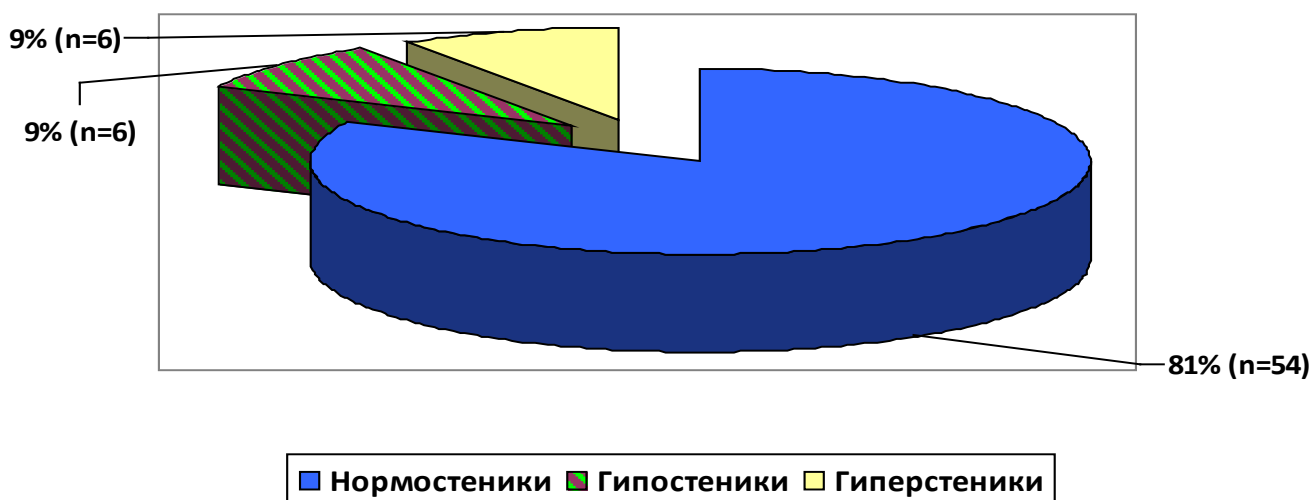 9% (n=6)
9% (n=6)
81% (n=54)
Нормостеники Гипостеники Гиперстеники